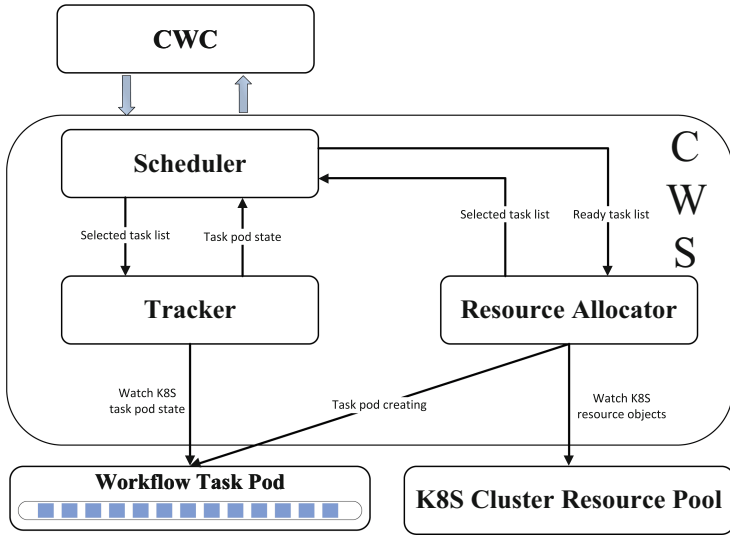 CWC
C
W
S
Scheduler
Selected task list
Task pod state
Selected task list
Ready task list
Tracker
Resource Allocator
Watch K8S
task pod state
Task pod creating
Watch K8S
resource objects
Workflow Task Pod
K8S Cluster Resource Pool